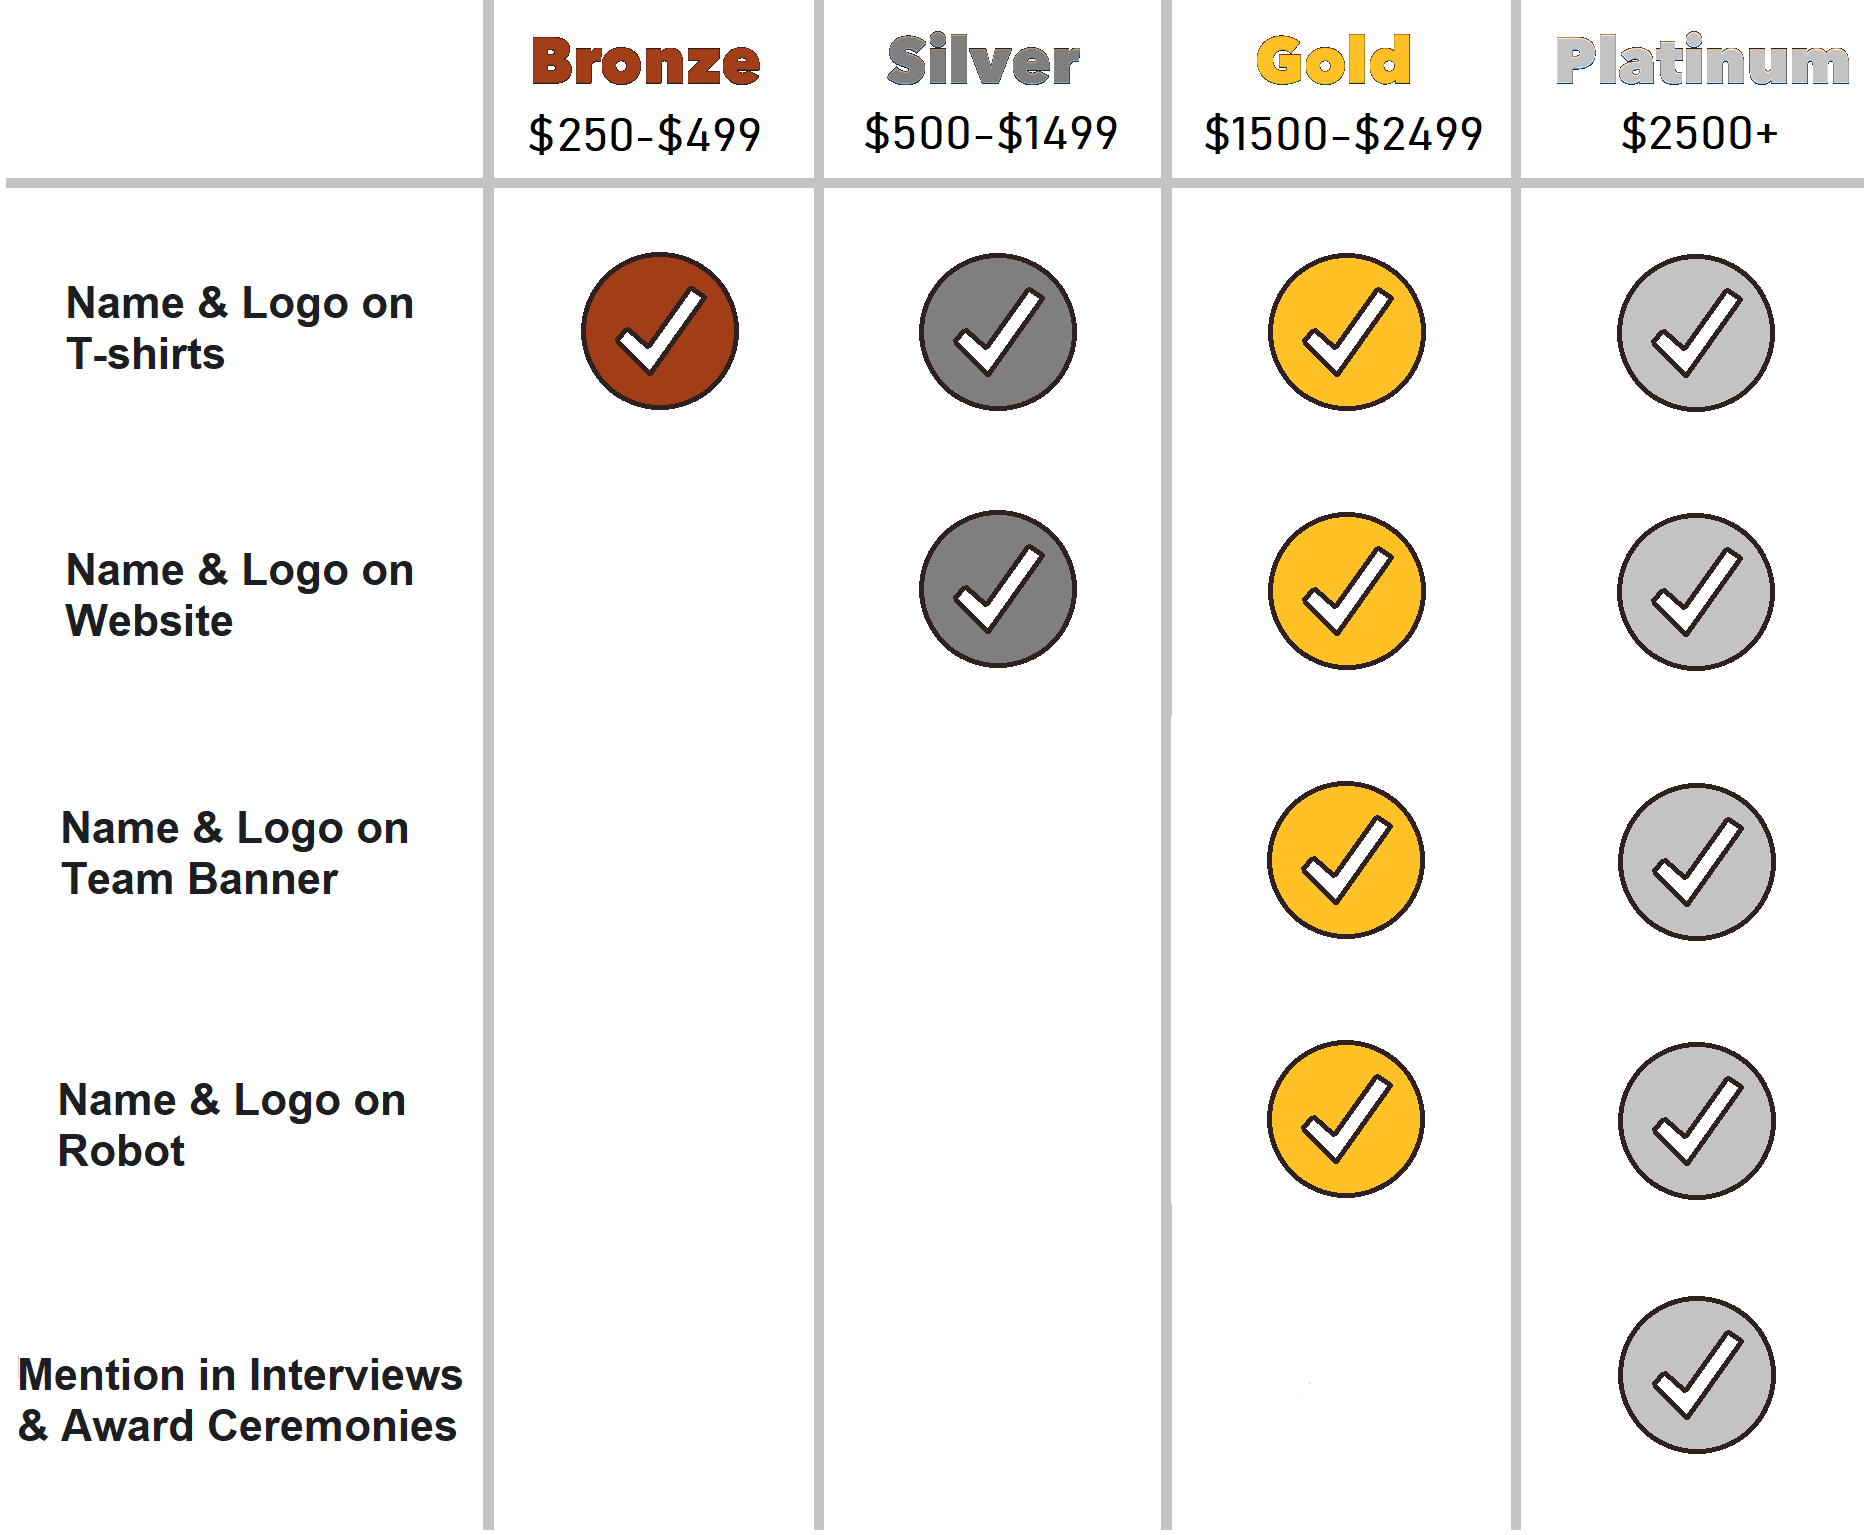 Bronze Silver Gold Platinum
$250-$499 $500-$1499 $1500-$2499 $2500+
Name & Logo on
T-shirts
Name & Logo on
Website
Name & Logo on
Team Banner
Name & Logo on
Robot
Mention in Interviews
& Award Ceremonies